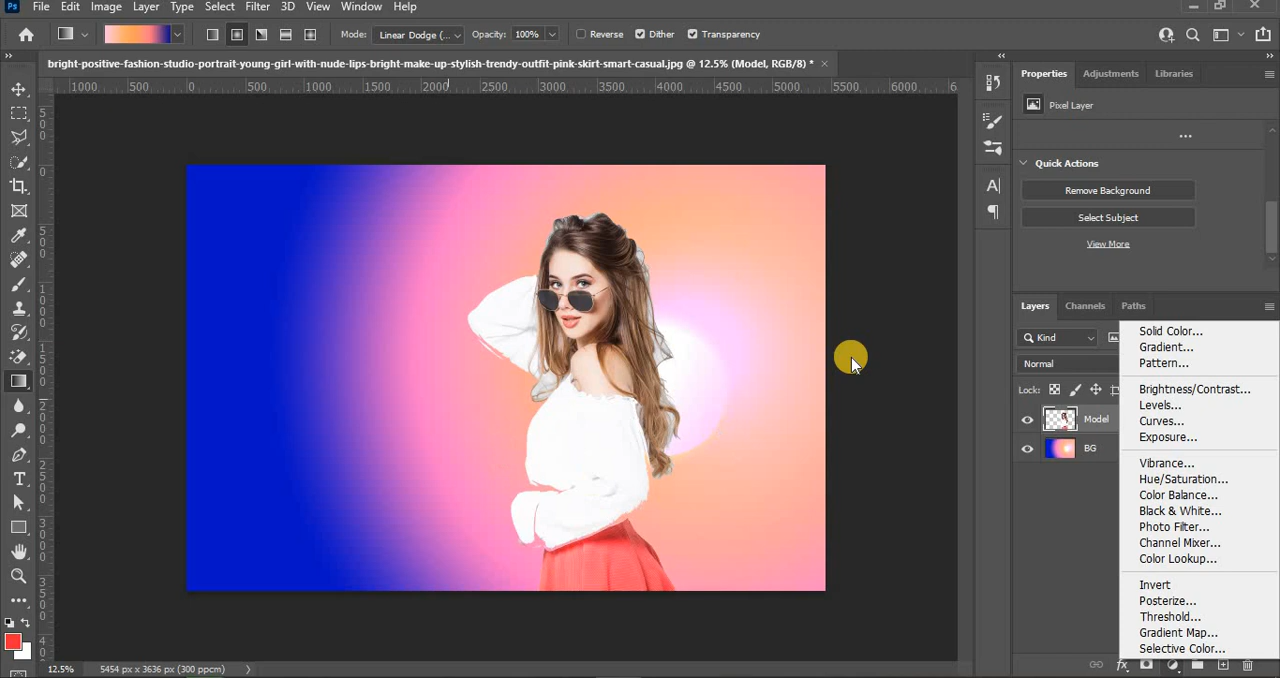 Ps File Edit Image Layer Type Select Filter 3D View Window Help
Mode: Linear Dodge (... Opacity: 100% Reverse Dither Transparency
bright-positive-fashion-studio-portrait-young-girl-with-nude-lips-bright-make-up-stylish-trendy-outfit-pink-skirt-smart-casual.jpg @ 12.5% (Model, RGB/8) *
1000 500 0 500 1000 1500 2000 2500 3000 3500 4000 4500 5000 5500 6000
Properties Adjustments Libraries
Pixel Layer
Quick Actions
Remove Background
Select Subject
View More
Layers Channels Paths
Kind
Normal
Lock:
Model
BG
Solid Color...
Gradient...
Pattern...
Brightness/Contrast...
Levels...
Curves...
Exposure...
Vibrance...
Hue/Saturation...
Color Balance...
Black & White...
Photo Filter...
Channel Mixer...
Color Lookup...
Invert
Posterize...
Threshold...
Gradient Map...
Selective Color...
12.5% 5454 px x 3636 px (300 ppcm)